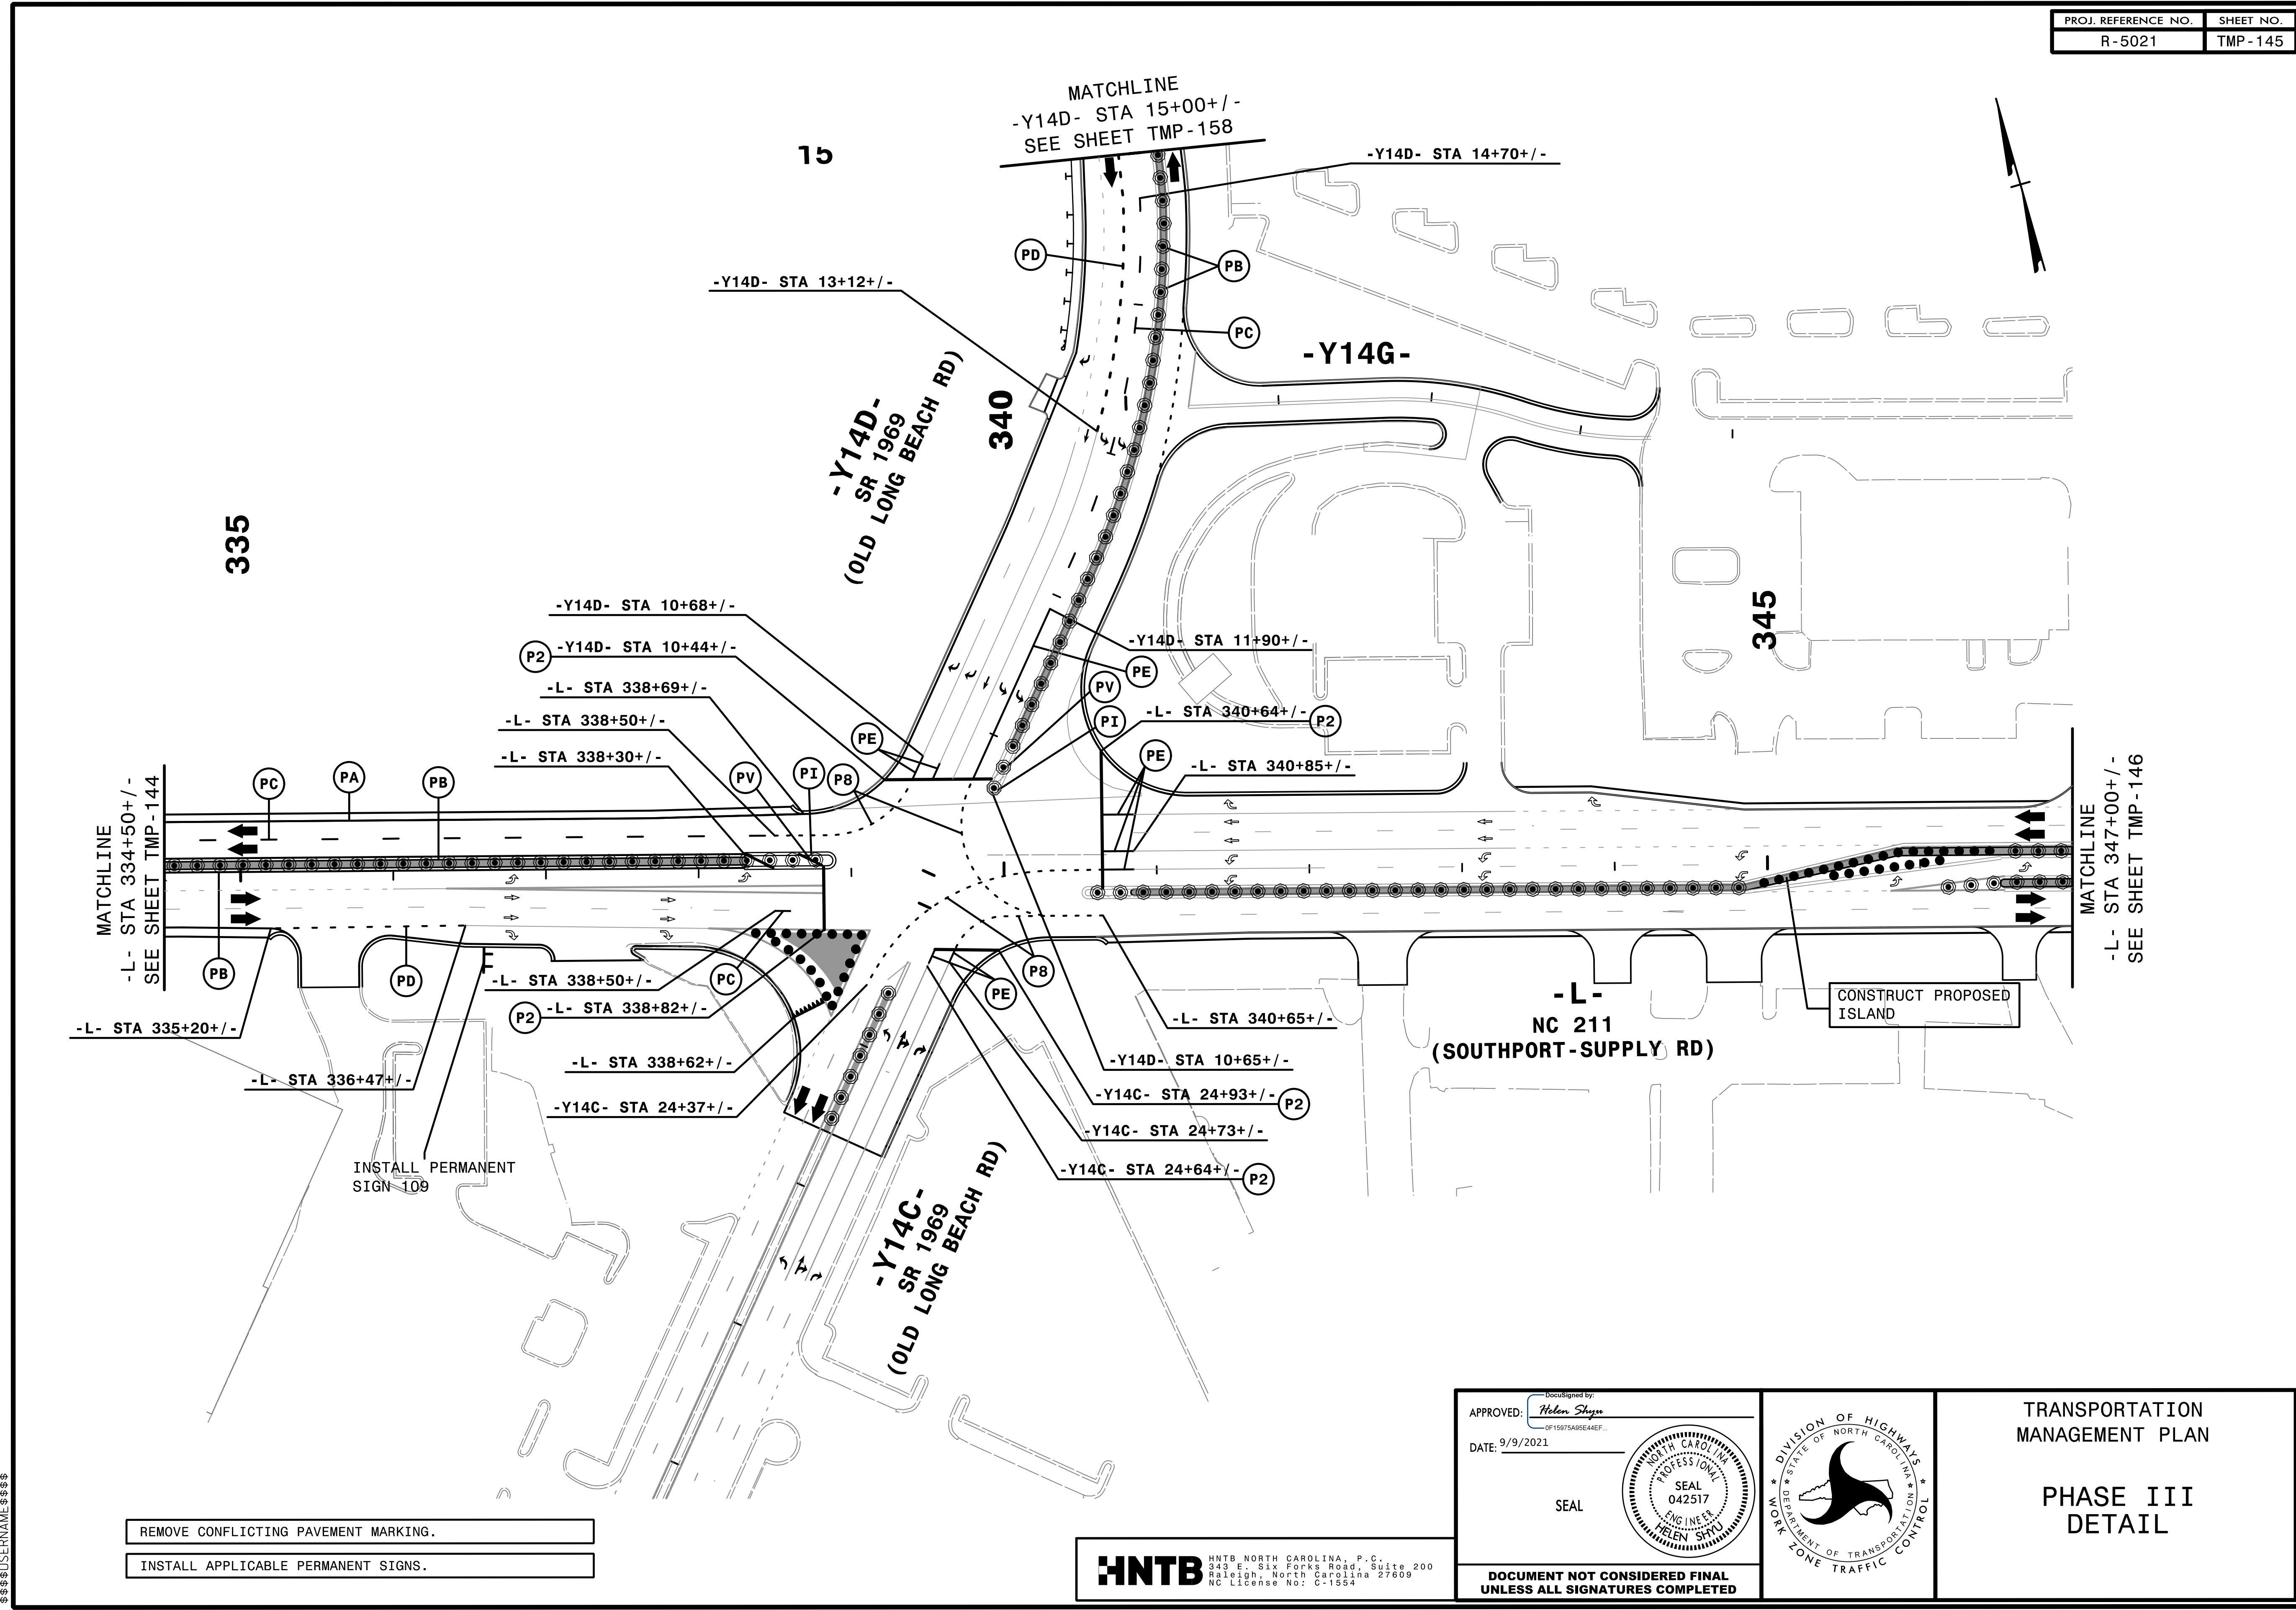 PROJ. REFERENCE NO.
SHEET NO.
R-5021
TMP-145
MATCHLINE
-Y14D- STA 15+00+/-
SEE SHEET TMP-158
15
-Y14D- STA 14+70+/-
PD
PB
-Y14D- STA 13+12+/-
PC
-Y14G-
-Y14D-
SR 1969
(OLD LONG BEACH RD)
340
335
345
-Y14D- STA 10+68+/-
P2
-Y14D- STA 10+44+/-
-L- STA 338+69+/-
-L- STA 338+50+/-
-L- STA 338+30+/-
-Y14D- STA 11+90+/-
PE
PV
PI
-L- STA 340+64+/-
P2
PE
PE
-L- STA 340+85+/-
PC
PA
PB
PV
PI
P8
MATCHLINE
-L- STA 334+50+/-
SEE SHEET TMP-144
MATCHLINE
-L- STA 347+00+/-
SEE SHEET TMP-146
PB
PD
PC
-L- STA 338+50+/-
P2
-L- STA 338+82+/-
PE
P8
-L- STA 335+20+/-
-L- STA 338+62+/-
-L- STA 336+47+/-
-Y14C- STA 24+37+/-
-L- STA 340+65+/-
-Y14D- STA 10+65+/-
-Y14C- STA 24+93+/-
P2
-Y14C- STA 24+73+/-
-Y14C- STA 24+64+/-
P2
-L-
NC 211
(SOUTHPORT-SUPPLY RD)
CONSTRUCT PROPOSED
ISLAND
INSTALL PERMANENT
SIGN 109
-Y14C-
SR 1969
(OLD LONG BEACH RD)
$$$$USERNAME$$$$
REMOVE CONFLICTING PAVEMENT MARKING.
INSTALL APPLICABLE PERMANENT SIGNS.
HNTB
HNTB NORTH CAROLINA, P.C.
343 E. Six Forks Road, Suite 200
Raleigh, North Carolina 27609
NC License No: C-1554
DocuSigned by:
APPROVED: Helen Shyu
0F15975A95E44EF...
DATE: 9/9/2021
SEAL
NORTH CAROLINA
PROFESSIONAL
SEAL
042517
ENGINEER
HELEN SHYU
DOCUMENT NOT CONSIDERED FINAL
UNLESS ALL SIGNATURES COMPLETED
DIVISION OF HIGHWAYS
STATE OF NORTH CAROLINA
DEPARTMENT OF TRANSPORTATION
WORK ZONE TRAFFIC CONTROL
TRANSPORTATION
MANAGEMENT PLAN
PHASE III
DETAIL